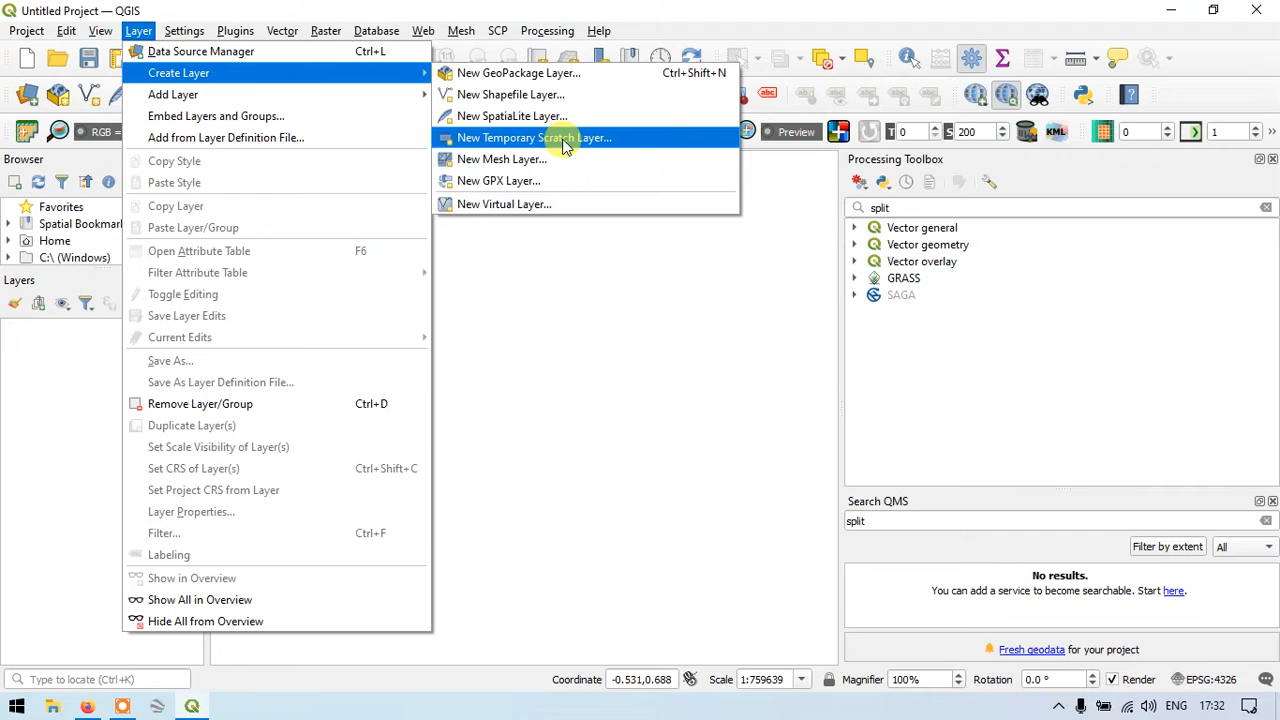 Untitled Project — QGIS
Project Edit View Layer Settings Plugins Vector Raster Database Web Mesh SCP Processing Help
Data Source Manager Ctrl+L
Create Layer
Add Layer
Embed Layers and Groups...
Add from Layer Definition File...
Copy Style
Paste Style
Copy Layer
Paste Layer/Group
Open Attribute Table F6
Filter Attribute Table
Toggle Editing
Save Layer Edits
Current Edits
Save As...
Save As Layer Definition File...
Remove Layer/Group Ctrl+D
Duplicate Layer(s)
Set Scale Visibility of Layer(s)
Set CRS of Layer(s) Ctrl+Shift+C
Set Project CRS from Layer
Layer Properties...
Filter... Ctrl+F
Labeling
Show in Overview
Show All in Overview
Hide All from Overview
New GeoPackage Layer... Ctrl+Shift+N
New Shapefile Layer...
New SpatiaLite Layer...
New Temporary Scratch Layer...
New Mesh Layer...
New GPX Layer...
New Virtual Layer...
abc
KML
RGB =
Preview T 0 S 200 0 1
Browser
Favorites
Spatial Bookmar
Home
C:\ (Windows)
Layers
Processing Toolbox
split
Vector general
Vector geometry
Vector overlay
GRASS
SAGA
Search QMS
split
Filter by extent All
No results.
You can add a service to become searchable. Start here.
Fresh geodata for your project
Type to locate (Ctrl+K) Coordinate -0.531,0.688 Scale 1:759639 Magnifier 100% Rotation 0.0 ° Render EPSG:4326
17:32